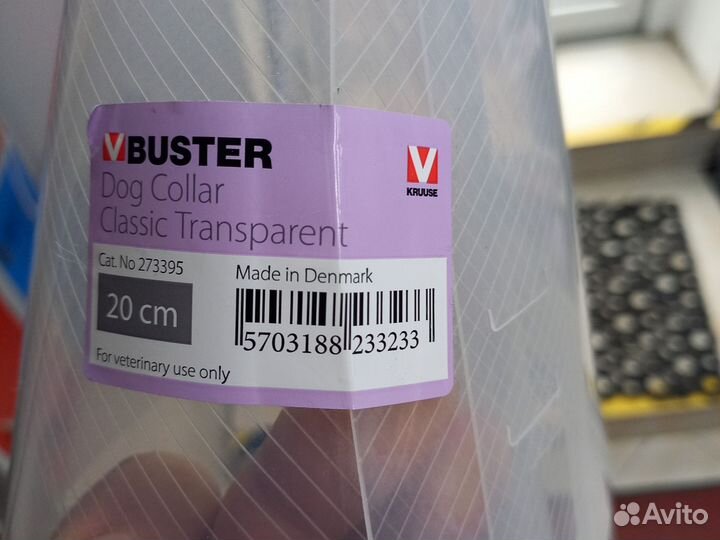 VBUSTER
Dog Collar
Classic Transparent
V
KRUUSE
Cat. No 273395
Made in Denmark
20 cm
5703188 233233
For veterinary use only
Avito